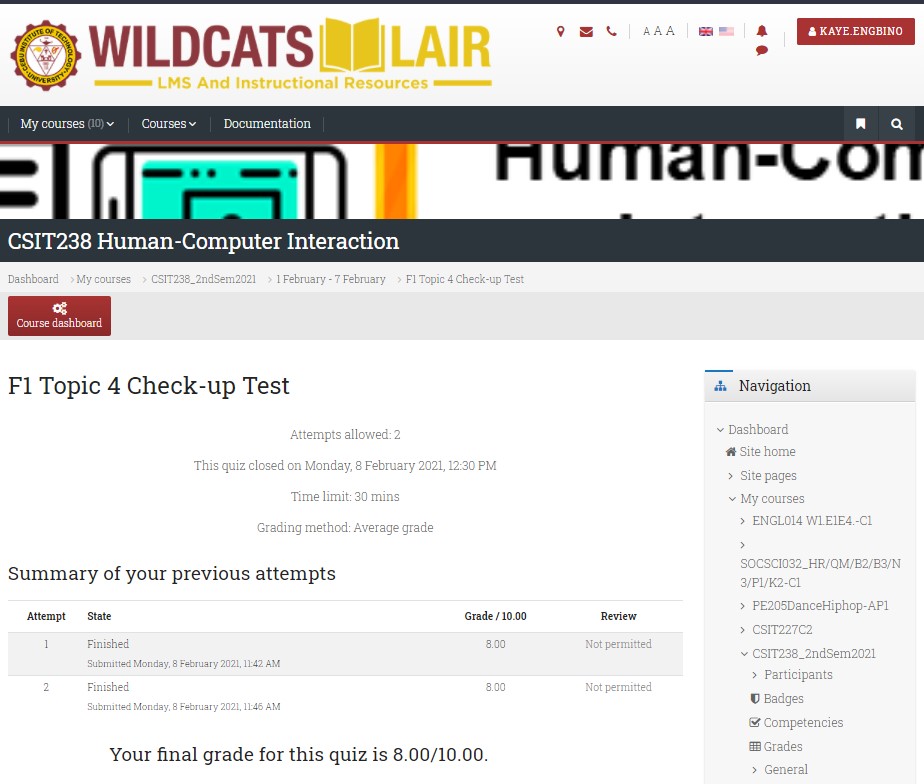 CEBU INSTITUTE OF TECHNOLOGY
UNIVERSITY
WILDCATS LAIR
LMS And Instructional Resources
A A A
KAYE.ENGBINO
My courses (10)
Courses
Documentation
Human-Com
CSIT238 Human-Computer Interaction
Dashboard > My courses > CSIT238_2ndSem2021 > 1 February - 7 February > F1 Topic 4 Check-up Test
Course dashboard
F1 Topic 4 Check-up Test
Attempts allowed: 2
This quiz closed on Monday, 8 February 2021, 12:30 PM
Time limit: 30 mins
Grading method: Average grade
Summary of your previous attempts
Attempt State Grade / 10.00 Review
1 Finished 8.00 Not permitted
Submitted Monday, 8 February 2021, 11:42 AM
2 Finished 8.00 Not permitted
Submitted Monday, 8 February 2021, 11:46 AM
Your final grade for this quiz is 8.00/10.00.
Navigation
Dashboard
Site home
Site pages
My courses
ENGL014 W1.E1E4.-C1
SOCSCI032_HR/QM/B2/B3/N
3/P1/K2-C1
PE205DanceHiphop-AP1
CSIT227C2
CSIT238_2ndSem2021
Participants
Badges
Competencies
Grades
General